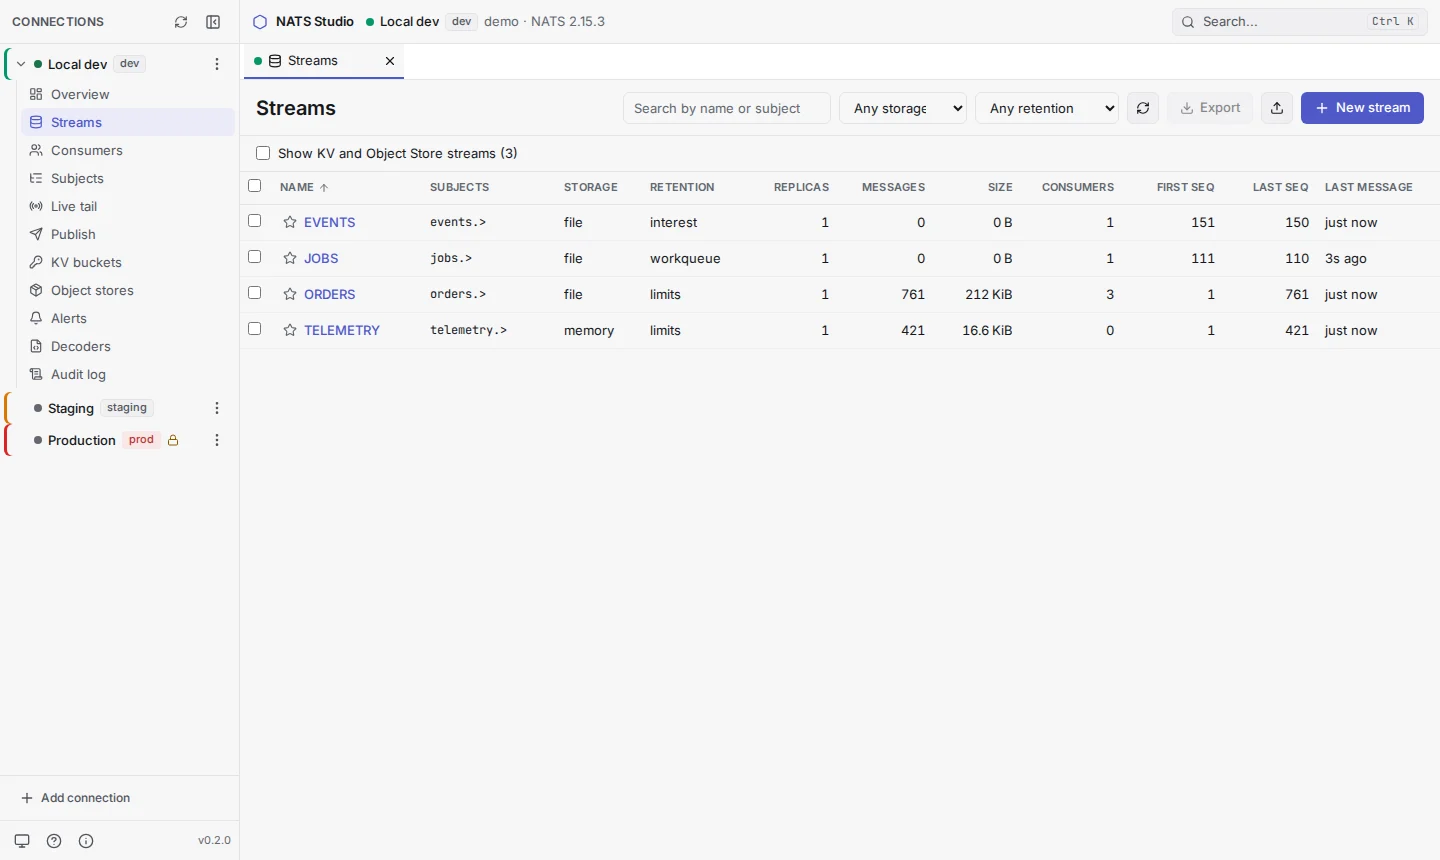 CONNECTIONS
NATS Studio Local dev dev demo · NATS 2.15.3
Search... Ctrl K
Local dev dev
Overview
Streams
Consumers
Subjects
Live tail
Publish
KV buckets
Object stores
Alerts
Decoders
Audit log
Staging staging
Production prod
Add connection
v0.2.0
Streams
Streams
Search by name or subject
Any storage
Any retention
Export
New stream
Show KV and Object Store streams (3)
NAME SUBJECTS STORAGE RETENTION REPLICAS MESSAGES SIZE CONSUMERS FIRST SEQ LAST SEQ LAST MESSAGE
EVENTS events.> file interest 1 0 0 B 1 151 150 just now
JOBS jobs.> file workqueue 1 0 0 B 1 111 110 3s ago
ORDERS orders.> file limits 1 761 212 KiB 3 1 761 just now
TELEMETRY telemetry.> memory limits 1 421 16.6 KiB 0 1 421 just now